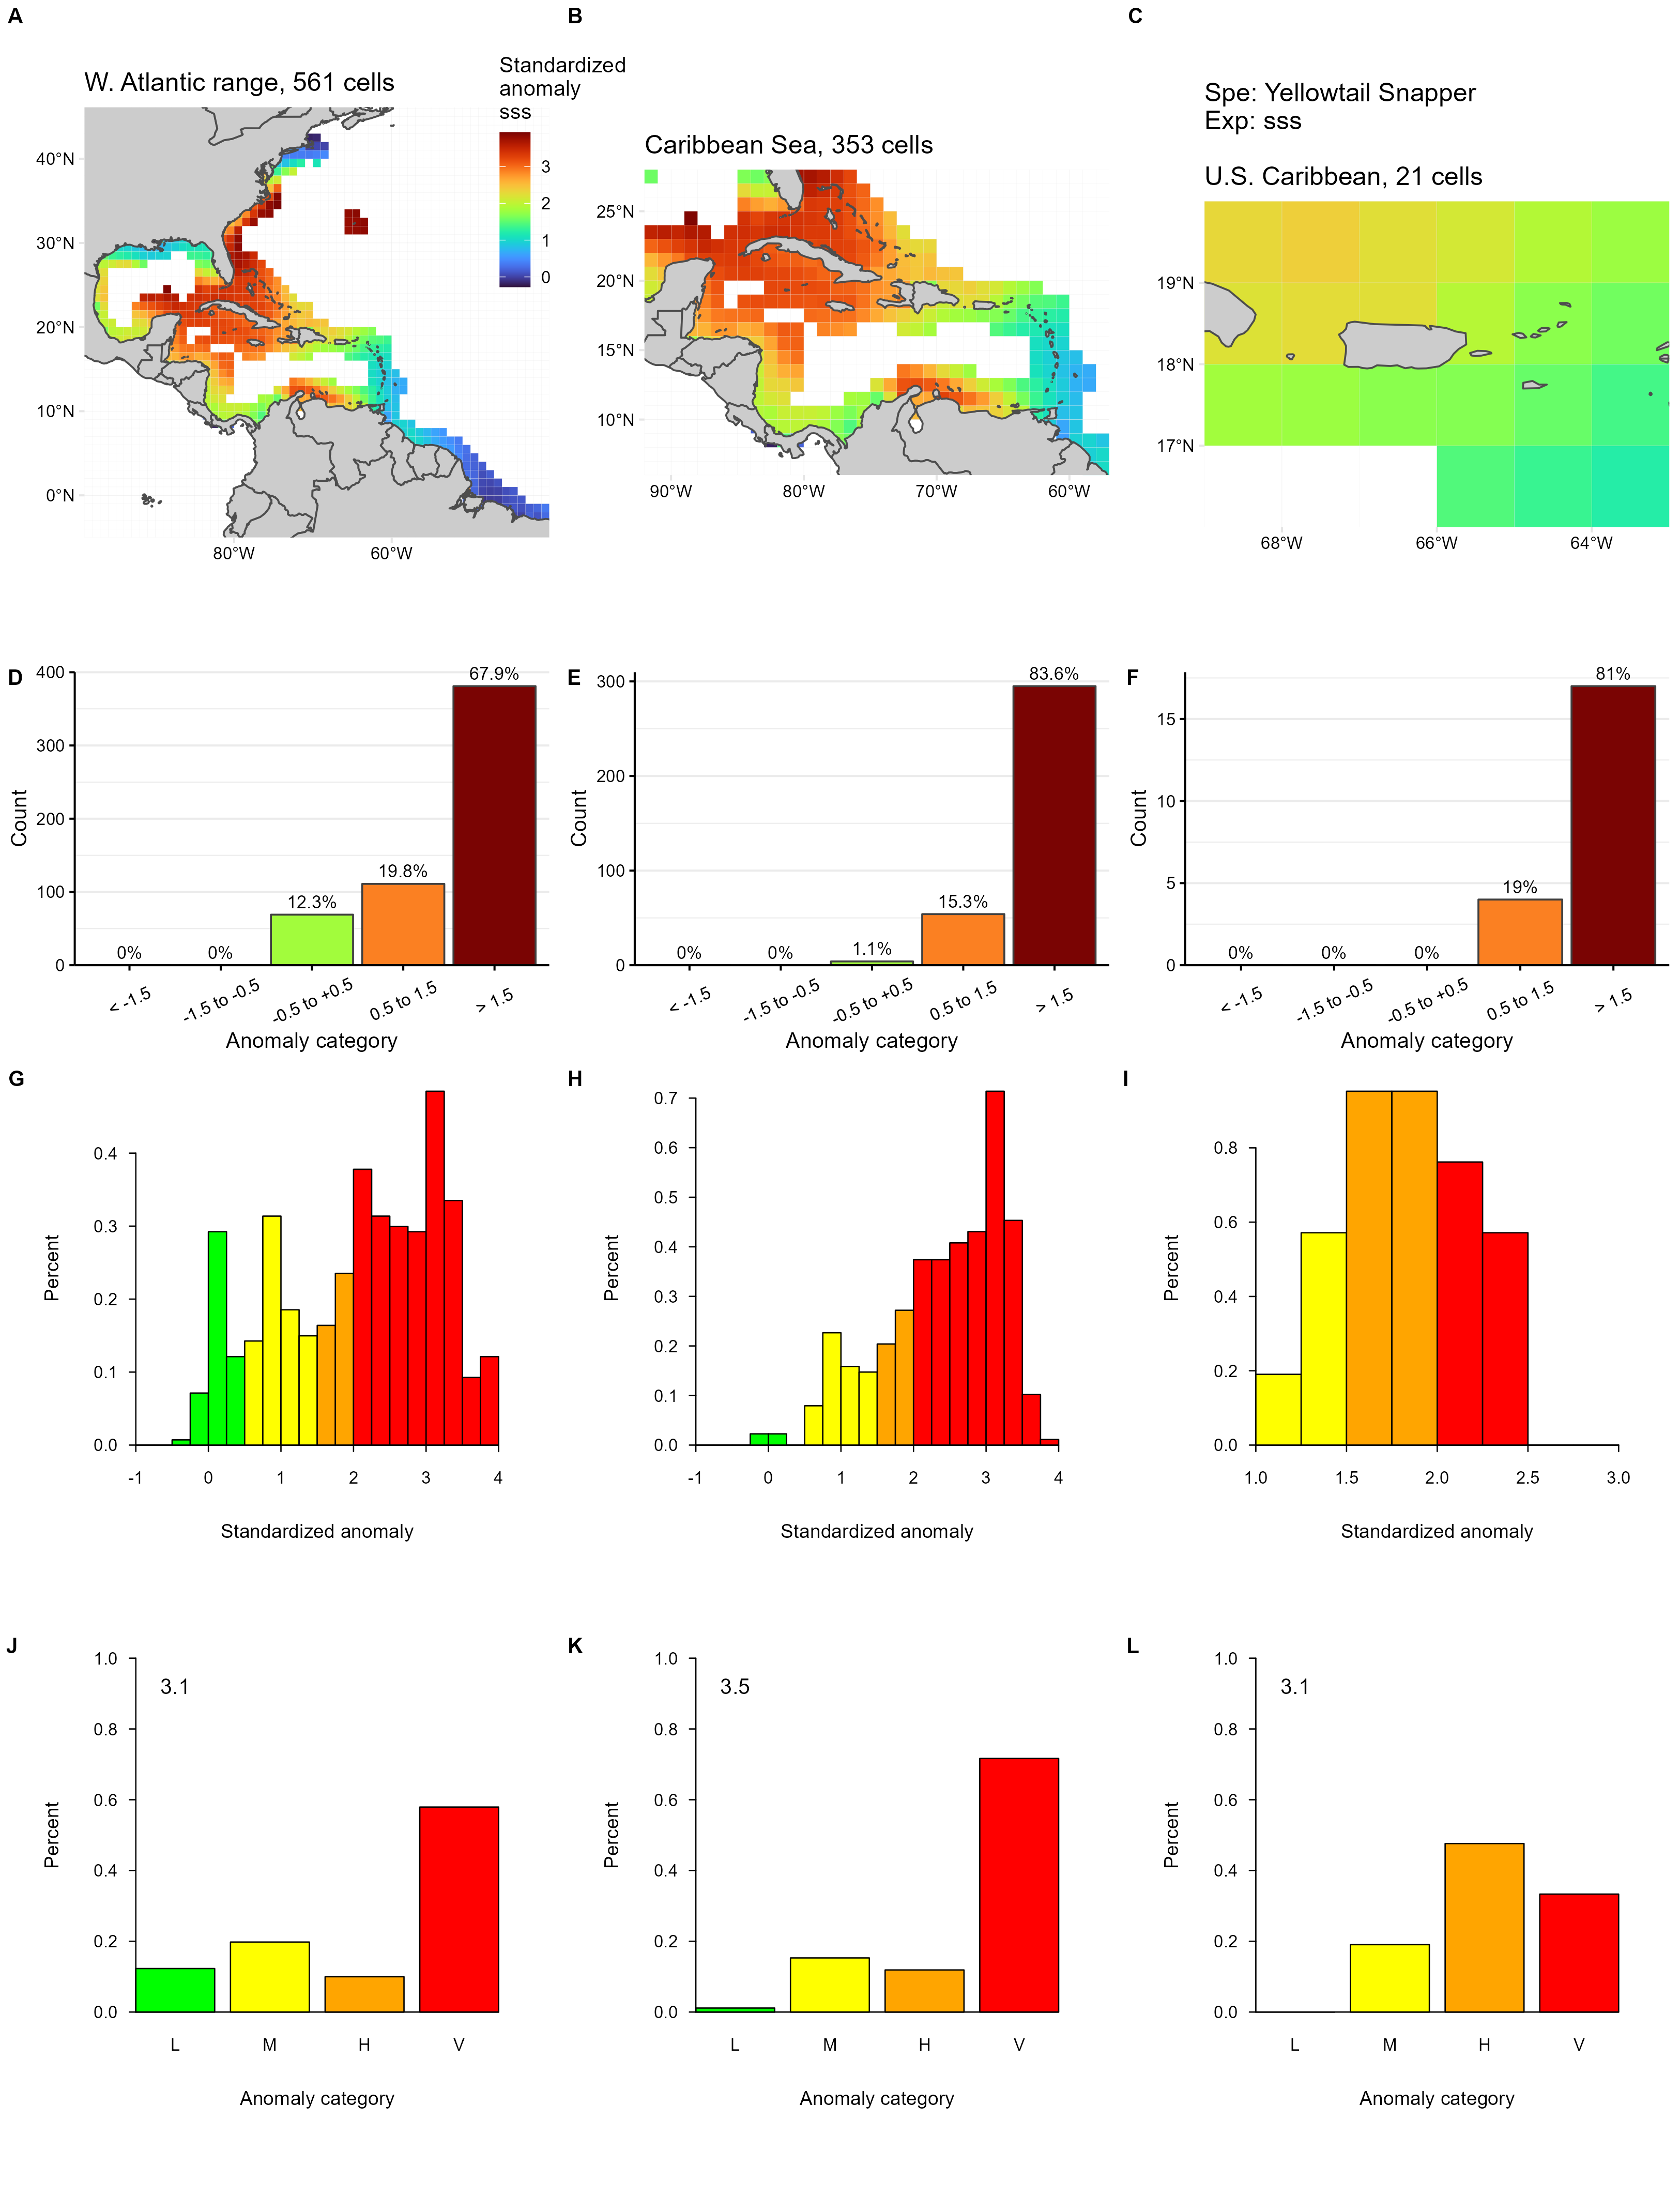 A
B
C
W. Atlantic range, 561 cells
Standardized
anomaly
sss
3
2
1
0
40°N
30°N
20°N
10°N
0°N
80°W
60°W
Caribbean Sea, 353 cells
25°N
20°N
15°N
10°N
90°W
80°W
70°W
60°W
Spe: Yellowtail Snapper
Exp: sss
U.S. Caribbean, 21 cells
19°N
18°N
17°N
68°W
66°W
64°W
D
Count
400
300
200
100
0
0%
0%
12.3%
19.8%
67.9%
< -1.5
-1.5 to -0.5
-0.5 to +0.5
0.5 to 1.5
> 1.5
Anomaly category
E
Count
300
200
100
0
0%
0%
1.1%
15.3%
83.6%
< -1.5
-1.5 to -0.5
-0.5 to +0.5
0.5 to 1.5
> 1.5
Anomaly category
F
Count
15
10
5
0
0%
0%
0%
19%
81%
< -1.5
-1.5 to -0.5
-0.5 to +0.5
0.5 to 1.5
> 1.5
Anomaly category
G
Percent
0.4
0.3
0.2
0.1
0.0
-1
0
1
2
3
4
Standardized anomaly
H
Percent
0.7
0.6
0.5
0.4
0.3
0.2
0.1
0.0
-1
0
1
2
3
4
Standardized anomaly
I
Percent
0.8
0.6
0.4
0.2
0.0
1.0
1.5
2.0
2.5
3.0
Standardized anomaly
J
3.1
Percent
1.0
0.8
0.6
0.4
0.2
0.0
L
M
H
V
Anomaly category
K
3.5
Percent
1.0
0.8
0.6
0.4
0.2
0.0
L
M
H
V
Anomaly category
L
3.1
Percent
1.0
0.8
0.6
0.4
0.2
0.0
L
M
H
V
Anomaly category